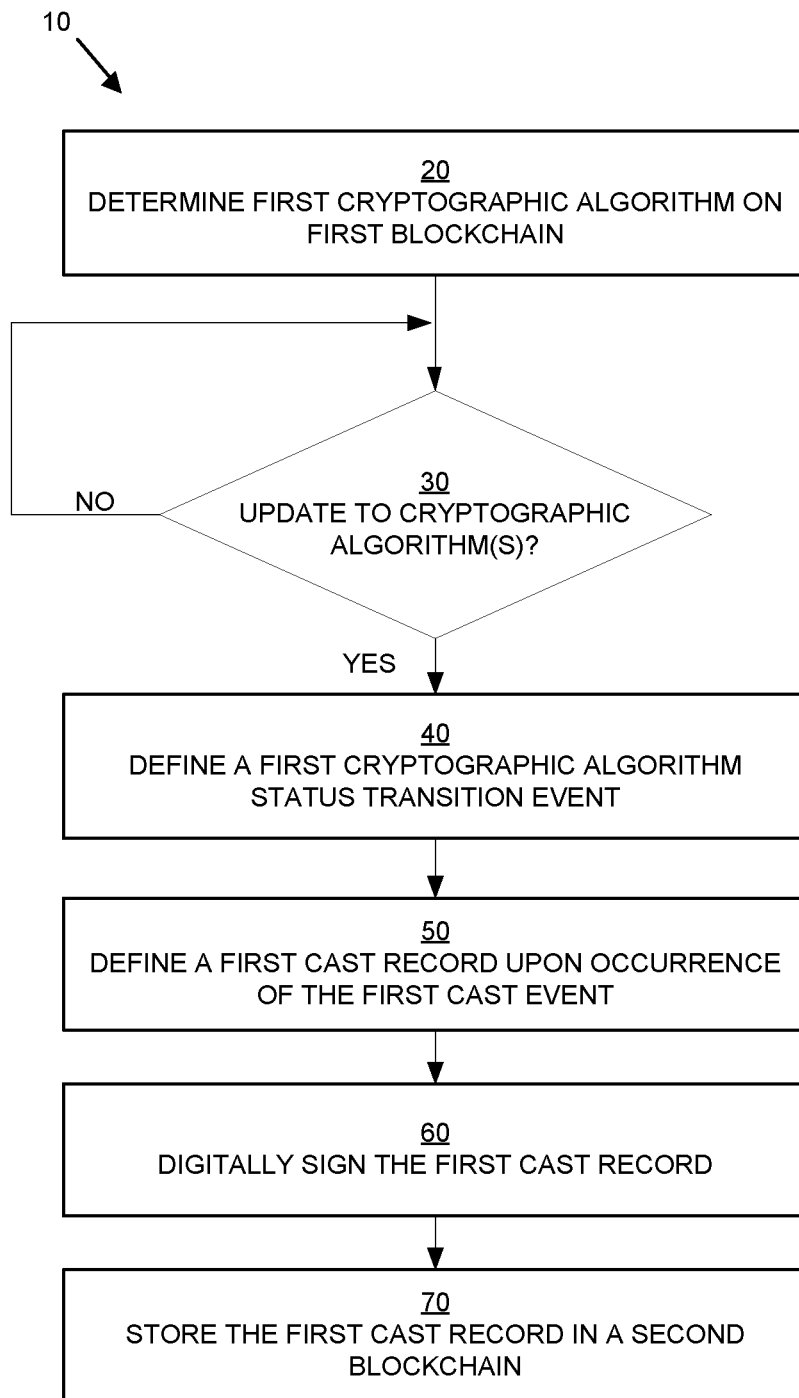 10
20
DETERMINE FIRST CRYPTOGRAPHIC ALGORITHM ON
FIRST BLOCKCHAIN
30
UPDATE TO CRYPTOGRAPHIC
ALGORITHM(S)?
NO
YES
40
DEFINE A FIRST CRYPTOGRAPHIC ALGORITHM
STATUS TRANSITION EVENT
50
DEFINE A FIRST CAST RECORD UPON OCCURRENCE
OF THE FIRST CAST EVENT
60
DIGITALLY SIGN THE FIRST CAST RECORD
70
STORE THE FIRST CAST RECORD IN A SECOND
BLOCKCHAIN